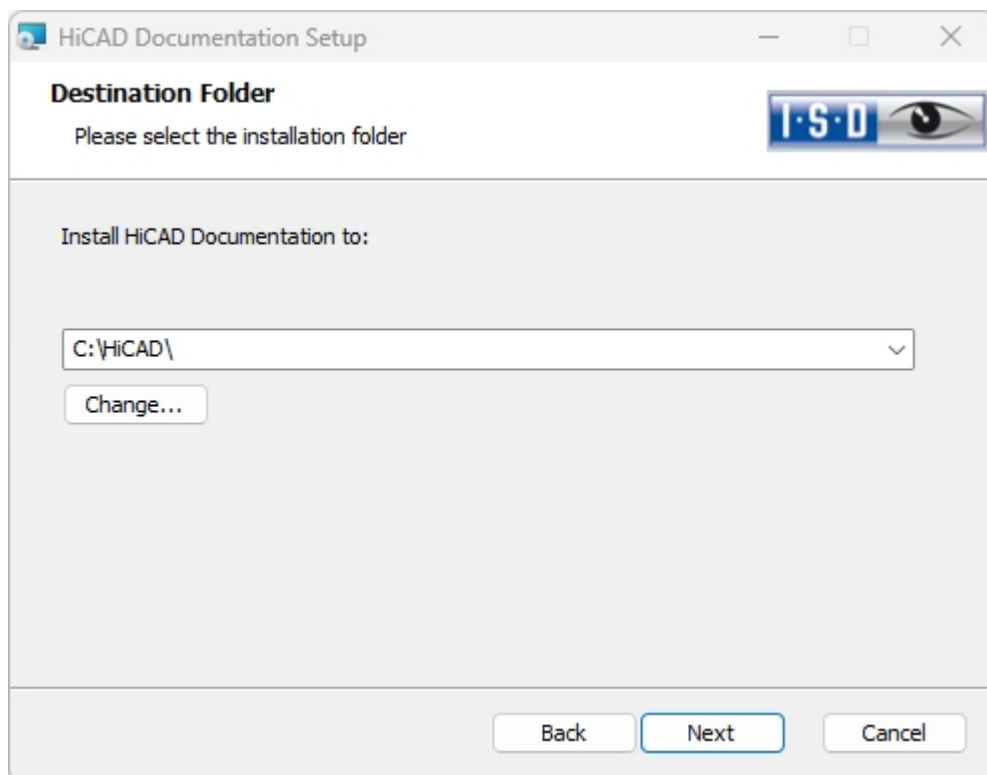 HiCAD Documentation Setup
Destination Folder
Please select the installation folder
I·S·D
Install HiCAD Documentation to:
C:\HiCAD\
Change...
Back Next Cancel